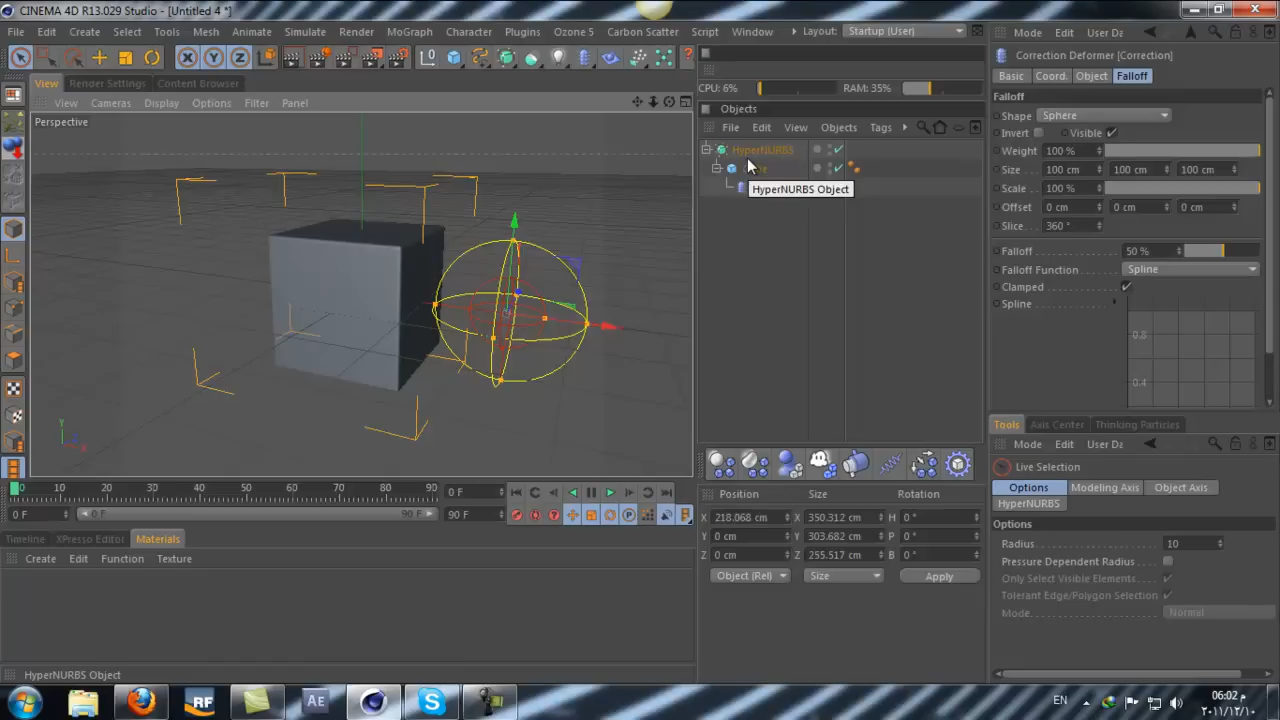 CINEMA 4D R13.029 Studio - [Untitled 4 *]
File Edit Create Select Tools Mesh Animate Simulate Render MoGraph Character Plugins Ozone 5 Carbon Scatter Script Window Layout: Startup (User)
View Render Settings Content Browser
View Cameras Display Options Filter Panel
Perspective
Y
X
0 10 20 30 40 50 60 70 80 90 0 F
0 F 0 F 90 F 90 F
Timeline XPresso Editor Materials
Create Edit Function Texture
HyperNURBS Object
CPU: 6% RAM: 35%
Objects
File Edit View Objects Tags
HyperNURBS
HyperNURBS Object
Position Size Rotation
X 218.068 cm X 350.312 cm H 0 °
Y 0 cm Y 303.682 cm P 0 °
Z 0 cm Z 255.517 cm B 0 °
Object (Rel) Size Apply
Mode Edit User Da
Correction Deformer [Correction]
Basic Coord. Object Falloff
Falloff
Shape Sphere
Invert Visible
Weight 100 %
Size 100 cm 100 cm 100 cm
Scale 100 %
Offset 0 cm 0 cm 0 cm
Slice 360 °
Falloff 50 %
Falloff Function Spline
Clamped
Spline
0.8
0.4
Tools Axis Center Thinking Particles
Mode Edit User Da
Live Selection
Options Modeling Axis Object Axis
HyperNURBS
Options
Radius 10
Pressure Dependent Radius
Only Select Visible Elements
Tolerant Edge/Polygon Selection
Mode: Normal
RF Ae EN 06:02 م
٢٠١١/١٢/١٠